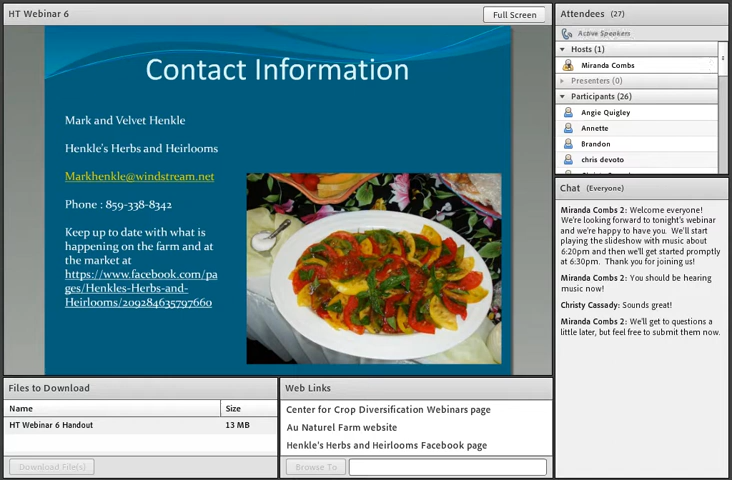 HT Webinar 6
Full Screen
Contact Information
Mark and Velvet Henkle
Henkle's Herbs and Heirlooms
Markhenkle@windstream.net
Phone : 859-338-8342
Keep up to date with what is
happening on the farm and at
the market at
https://www.facebook.com/pa
ges/Henkles-Herbs-and-
Heirlooms/209284635797660
Files to Download
Name Size
HT Webinar 6 Handout 13 MB
Download File(s)
Web Links
Center for Crop Diversification Webinars page
Au Naturel Farm website
Henkle's Herbs and Heirlooms Facebook page
Browse To
Attendees (27)
Active Speakers
Hosts (1)
Miranda Combs
Presenters (0)
Participants (26)
Angie Quigley
Annette
Brandon
chris devoto
Chat (Everyone)
Miranda Combs 2: Welcome everyone!
We're looking forward to tonight's webinar
and we're happy to have you. We'll start
playing the slideshow with music about
6:20pm and then we'll get started promptly
at 6:30pm. Thank you for joining us!
Miranda Combs 2: You should be hearing
music now!
Christy Cassady: Sounds great!
Miranda Combs 2: We'll get to questions a
little later, but feel free to submit them now.